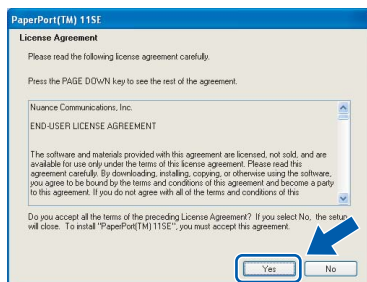 PaperPort(TM) 11SE
License Agreement
Please read the following license agreement carefully.
Press the PAGE DOWN key to see the rest of the agreement.
Nuance Communications, Inc.
END-USER LICENSE AGREEMENT
The software and materials provided with this agreement are licensed, not sold, and are
available for use only under the terms of this license agreement. Please read this
agreement carefully. By downloading, installing, copying, or otherwise using the software,
you agree to be bound by the terms and conditions of this agreement and become a party
to this agreement. If you do not agree with all of the terms and conditions of this
Do you accept all the terms of the preceding License Agreement? If you select No, the setup
will close. To install "PaperPort(TM) 11SE", you must accept this agreement.
Yes
No